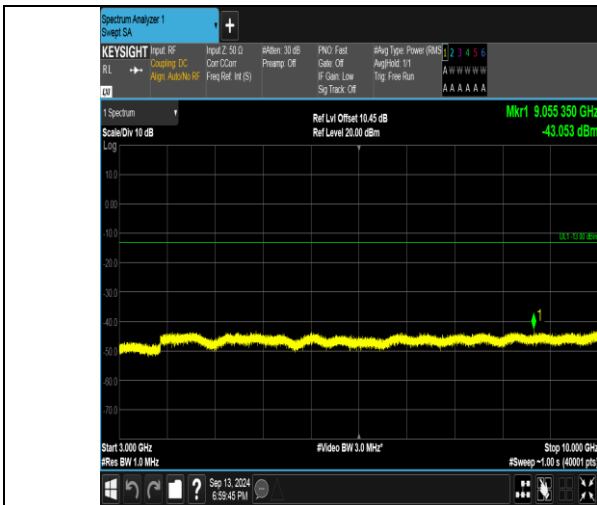 Spectrum Analyzer 1
Swept SA
+
KEYSIGHT Input: RF Input Z: 50 Ω #Atten: 30 dB PNO: Fast #Avg Type: Power (RMS 1 2 3 4 5 6
RL Coupling: DC Corr CCorr Preamp: Off Gate: Off Avg|Hold: 1/1 A W W W W W
Align: Auto/No RF Freq Ref: Int (S) IF Gain: Low Trig: Free Run
Sig Track: Off A A A A A A
1 Spectrum
Ref Lvl Offset 10.45 dB Mkr1 9.055 350 GHz
Scale/Div 10 dB Ref Level 20.00 dBm -43.053 dBm
Log
10.0
0.00
-10.0
DL1 -13.00 dBm
-20.0
-30.0
-40.0
1
-50.0
-60.0
-70.0
Start 3.000 GHz #Video BW 3.0 MHz* Stop 10.000 GHz
#Res BW 1.0 MHz #Sweep ~1.00 s (40001 pts)
? Sep 13, 2024
6:59:45 PM